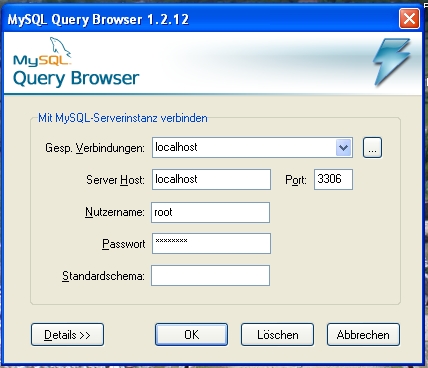 MySQL Query Browser 1.2.12
MySQL
Query Browser
Mit MySQL-Serverinstanz verbinden
Gesp. Verbindungen: localhost ...
Server Host: localhost Port: 3306
Nutzername: root
Passwort ********
Standardschema:
Details >> OK Löschen Abbrechen